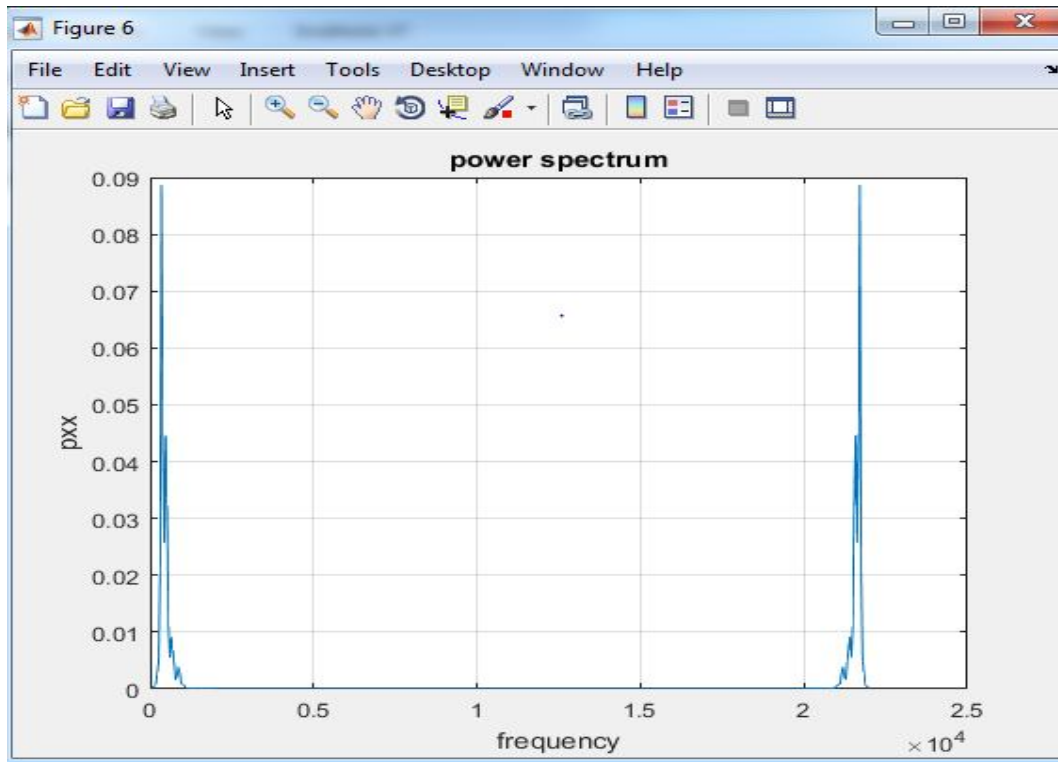 Figure 6
File Edit View Insert Tools Desktop Window Help
power spectrum
0.09
0.08
0.07
0.06
0.05
0.04
0.03
0.02
0.01
0
pxx
0 0.5 1 1.5 2 2.5
frequency
× 10⁴